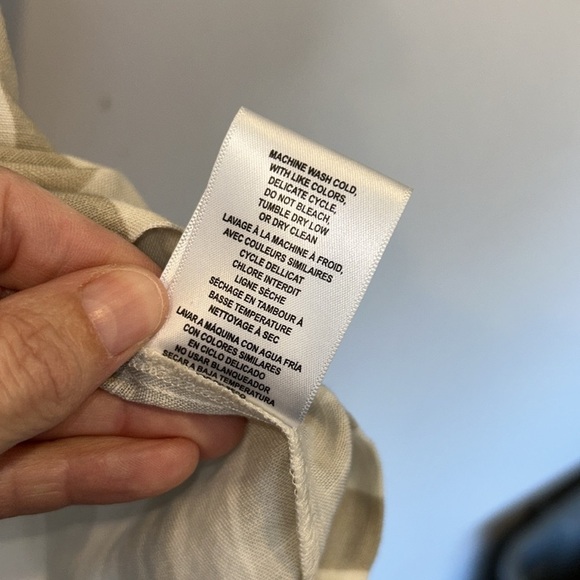 MACHINE WASH COLD,
WITH LIKE COLORS,
DELICATE CYCLE,
DO NOT BLEACH,
TUMBLE DRY LOW
OR DRY CLEAN
LAVAGE À LA MACHINE À FROID,
AVEC COULEURS SIMILAIRES
CYCLE DELLICAT
CHLORE INTERDIT
LIGNE SÈCHE
SÉCHAGE EN TAMBOUR À
BASSE TEMPERATURE
NETTOYAGE À SEC
LAVAR A MÁQUINA CON AGUA FRÍA
CON COLORES SIMILARES
EN CICLO DELICADO
NO USAR BLANQUEADOR
SECAR A BAJA TEMPERATURA